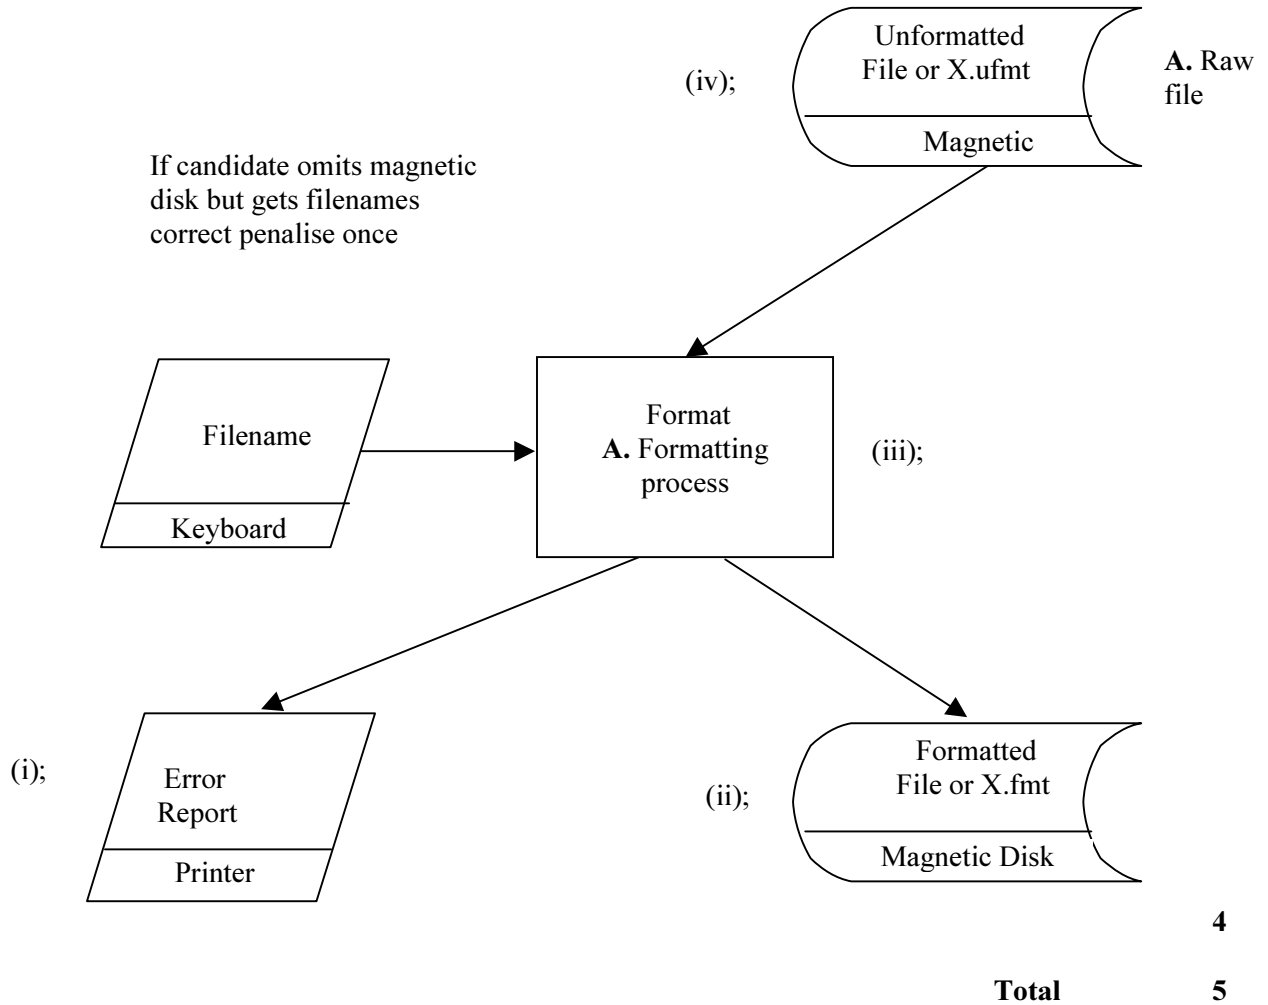 Unformatted
File or X.ufmt
Magnetic
(iv);
A. Raw
file
If candidate omits magnetic
disk but gets filenames
correct penalise once
Filename
Keyboard
Format
A. Formatting
process
(iii);
(i);
Error
Report
Printer
(ii);
Formatted
File or X.fmt
Magnetic Disk
4
Total 5